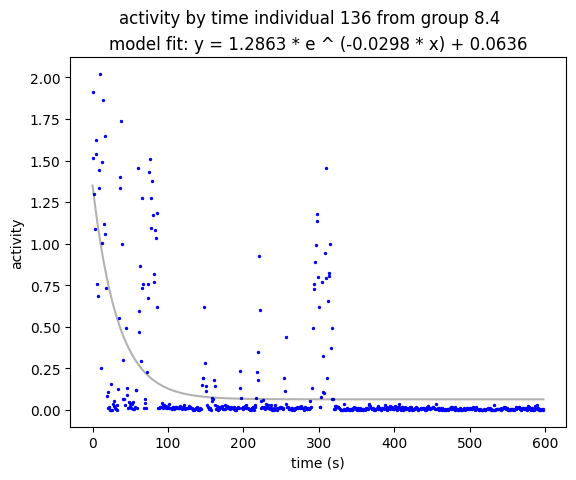 activity by time individual 136 from group 8.4
model fit: y = 1.2863 * e ^ (-0.0298 * x) + 0.0636
2.00
1.75
1.50
1.25
1.00
0.75
0.50
0.25
0.00
activity
0 100 200 300 400 500 600
time (s)